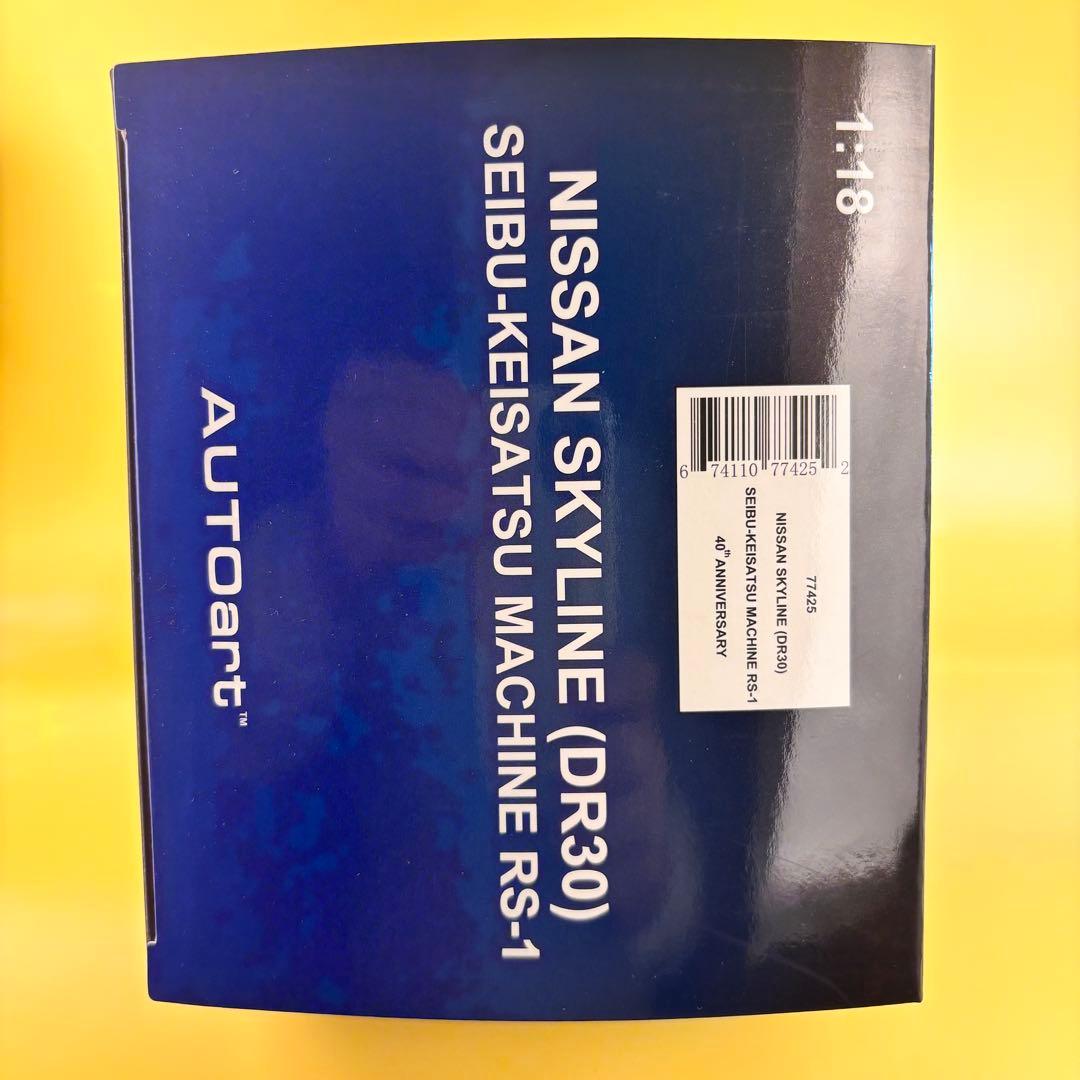 1:18
6 74110 77425 2
77425
NISSAN SKYLINE (DR30)
SEIBU-KEISATSU MACHINE RS-1
40th ANNIVERSARY
NISSAN SKYLINE (DR30)
SEIBU-KEISATSU MACHINE RS-1
AUTOart™